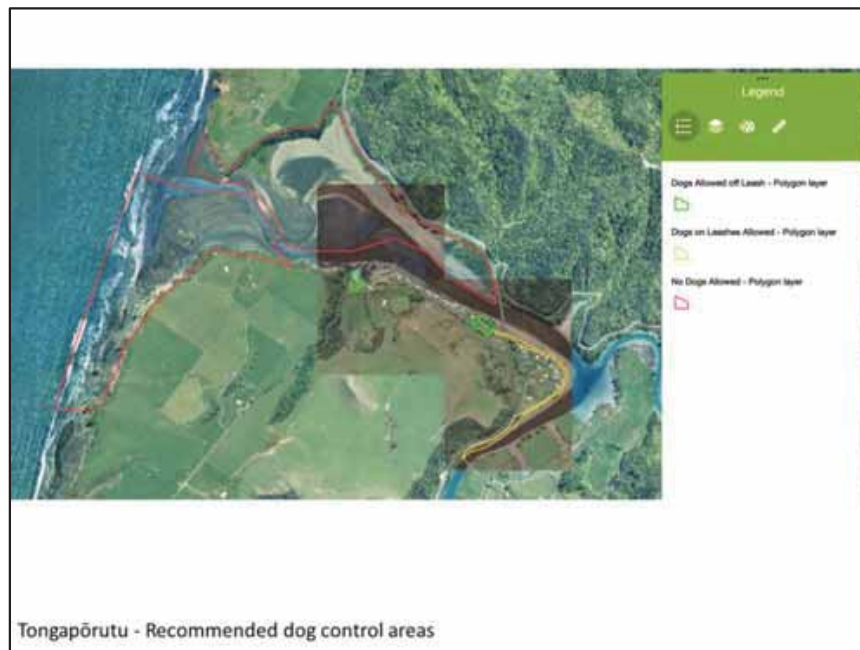 Legend
Dogs Allowed off Leash - Polygon layer
Dogs on Leashes Allowed - Polygon layer
No Dogs Allowed - Polygon layer
Tongapōrutu - Recommended dog control areas